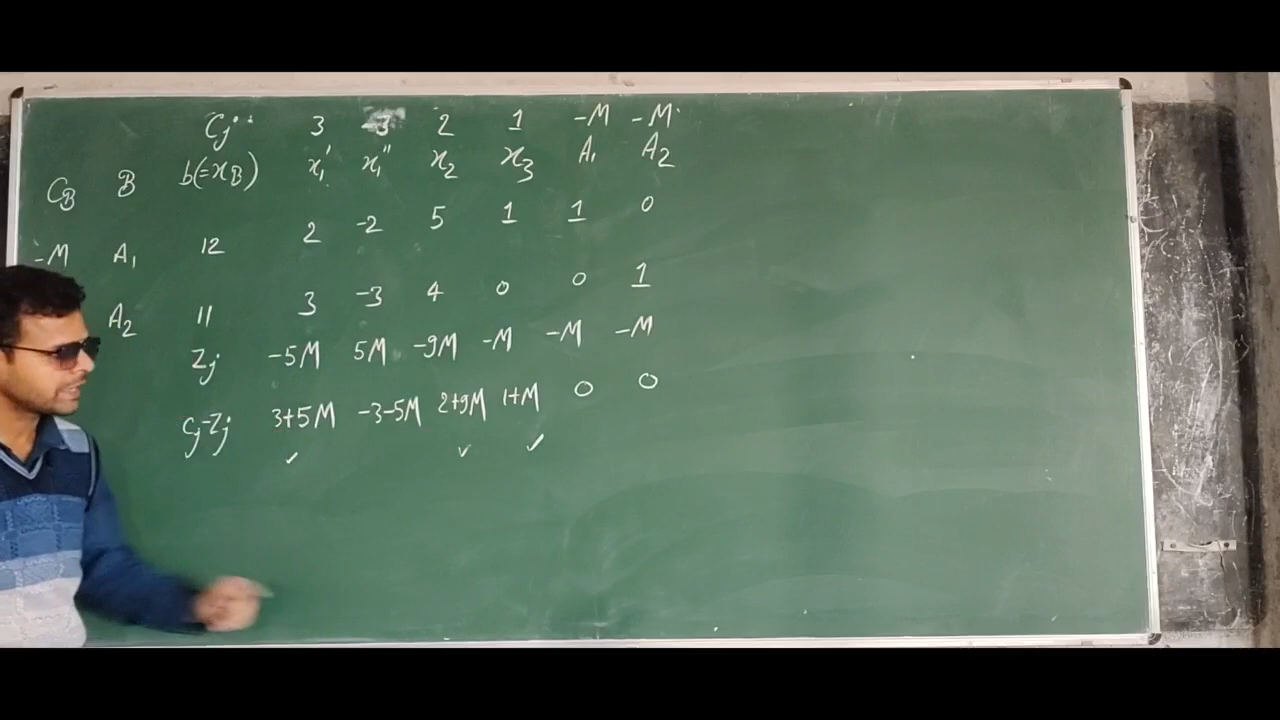 Cj 3 -3 2 1 -M -M
C_B B b(=x_B) x₁' x₁'' x₂ x₃ A₁ A₂
-M A₁ 12 2 -2 5 1 1 0
A₂ 11 3 -3 4 0 0 1
Zj -5M 5M -9M -M -M -M
Cj-Zj 3+5M -3-5M 2+9M 1+M 0 0
✓ ✓ ✓